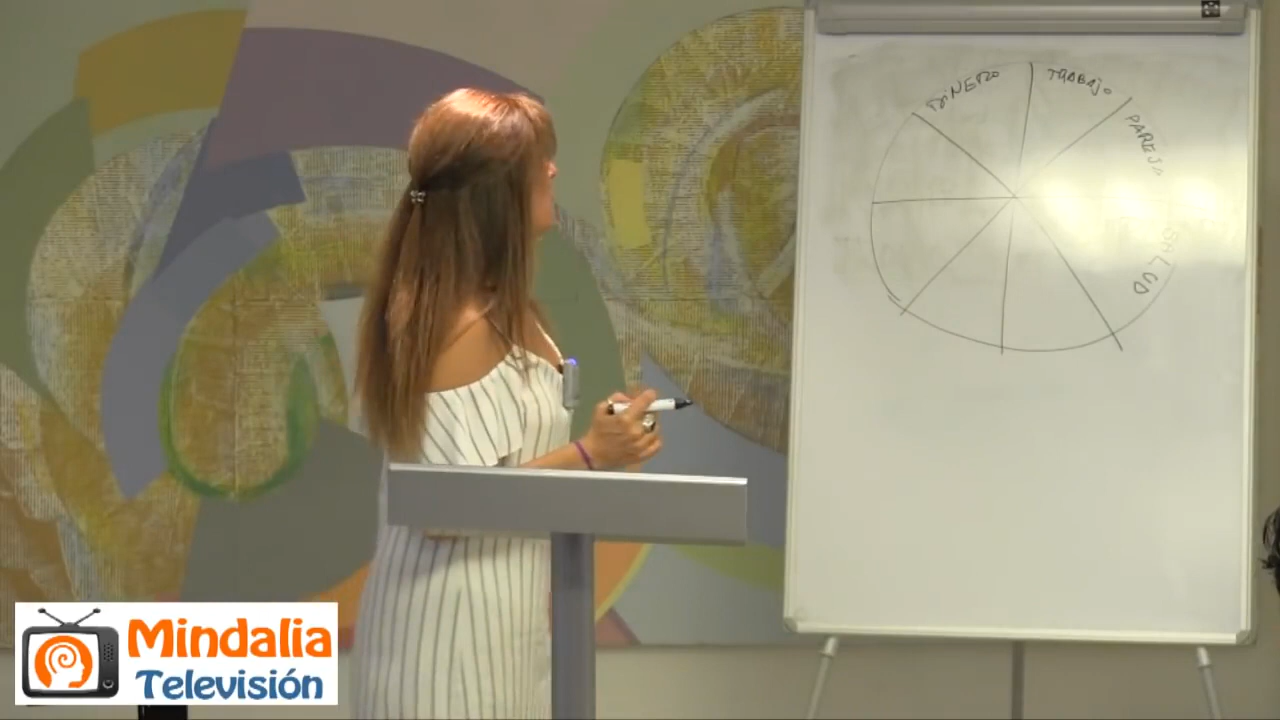 DINERO
TRABAJO
PAREJA
SALUD
Mindalia
Televisión